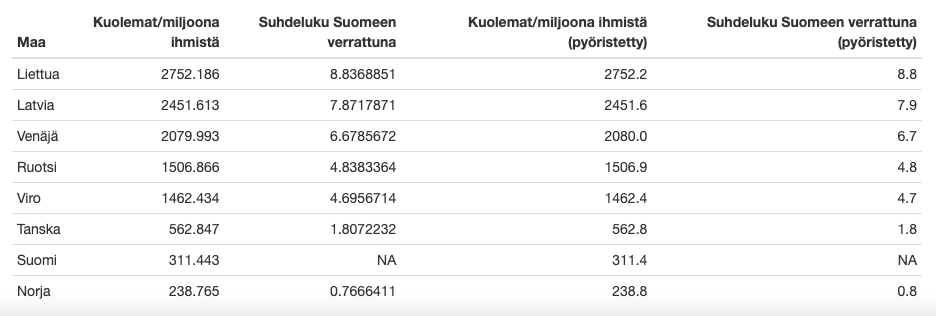 Kuolemat/miljoona Suhdeluku Suomeen Kuolemat/miljoona ihmistä Suhdeluku Suomeen verrattuna
Maa ihmistä verrattuna (pyöristetty) (pyöristetty)
Liettua 2752.186 8.8368851 2752.2 8.8
Latvia 2451.613 7.8717871 2451.6 7.9
Venäjä 2079.993 6.6785672 2080.0 6.7
Ruotsi 1506.866 4.8383364 1506.9 4.8
Viro 1462.434 4.6956714 1462.4 4.7
Tanska 562.847 1.8072232 562.8 1.8
Suomi 311.443 NA 311.4 NA
Norja 238.765 0.7666411 238.8 0.8